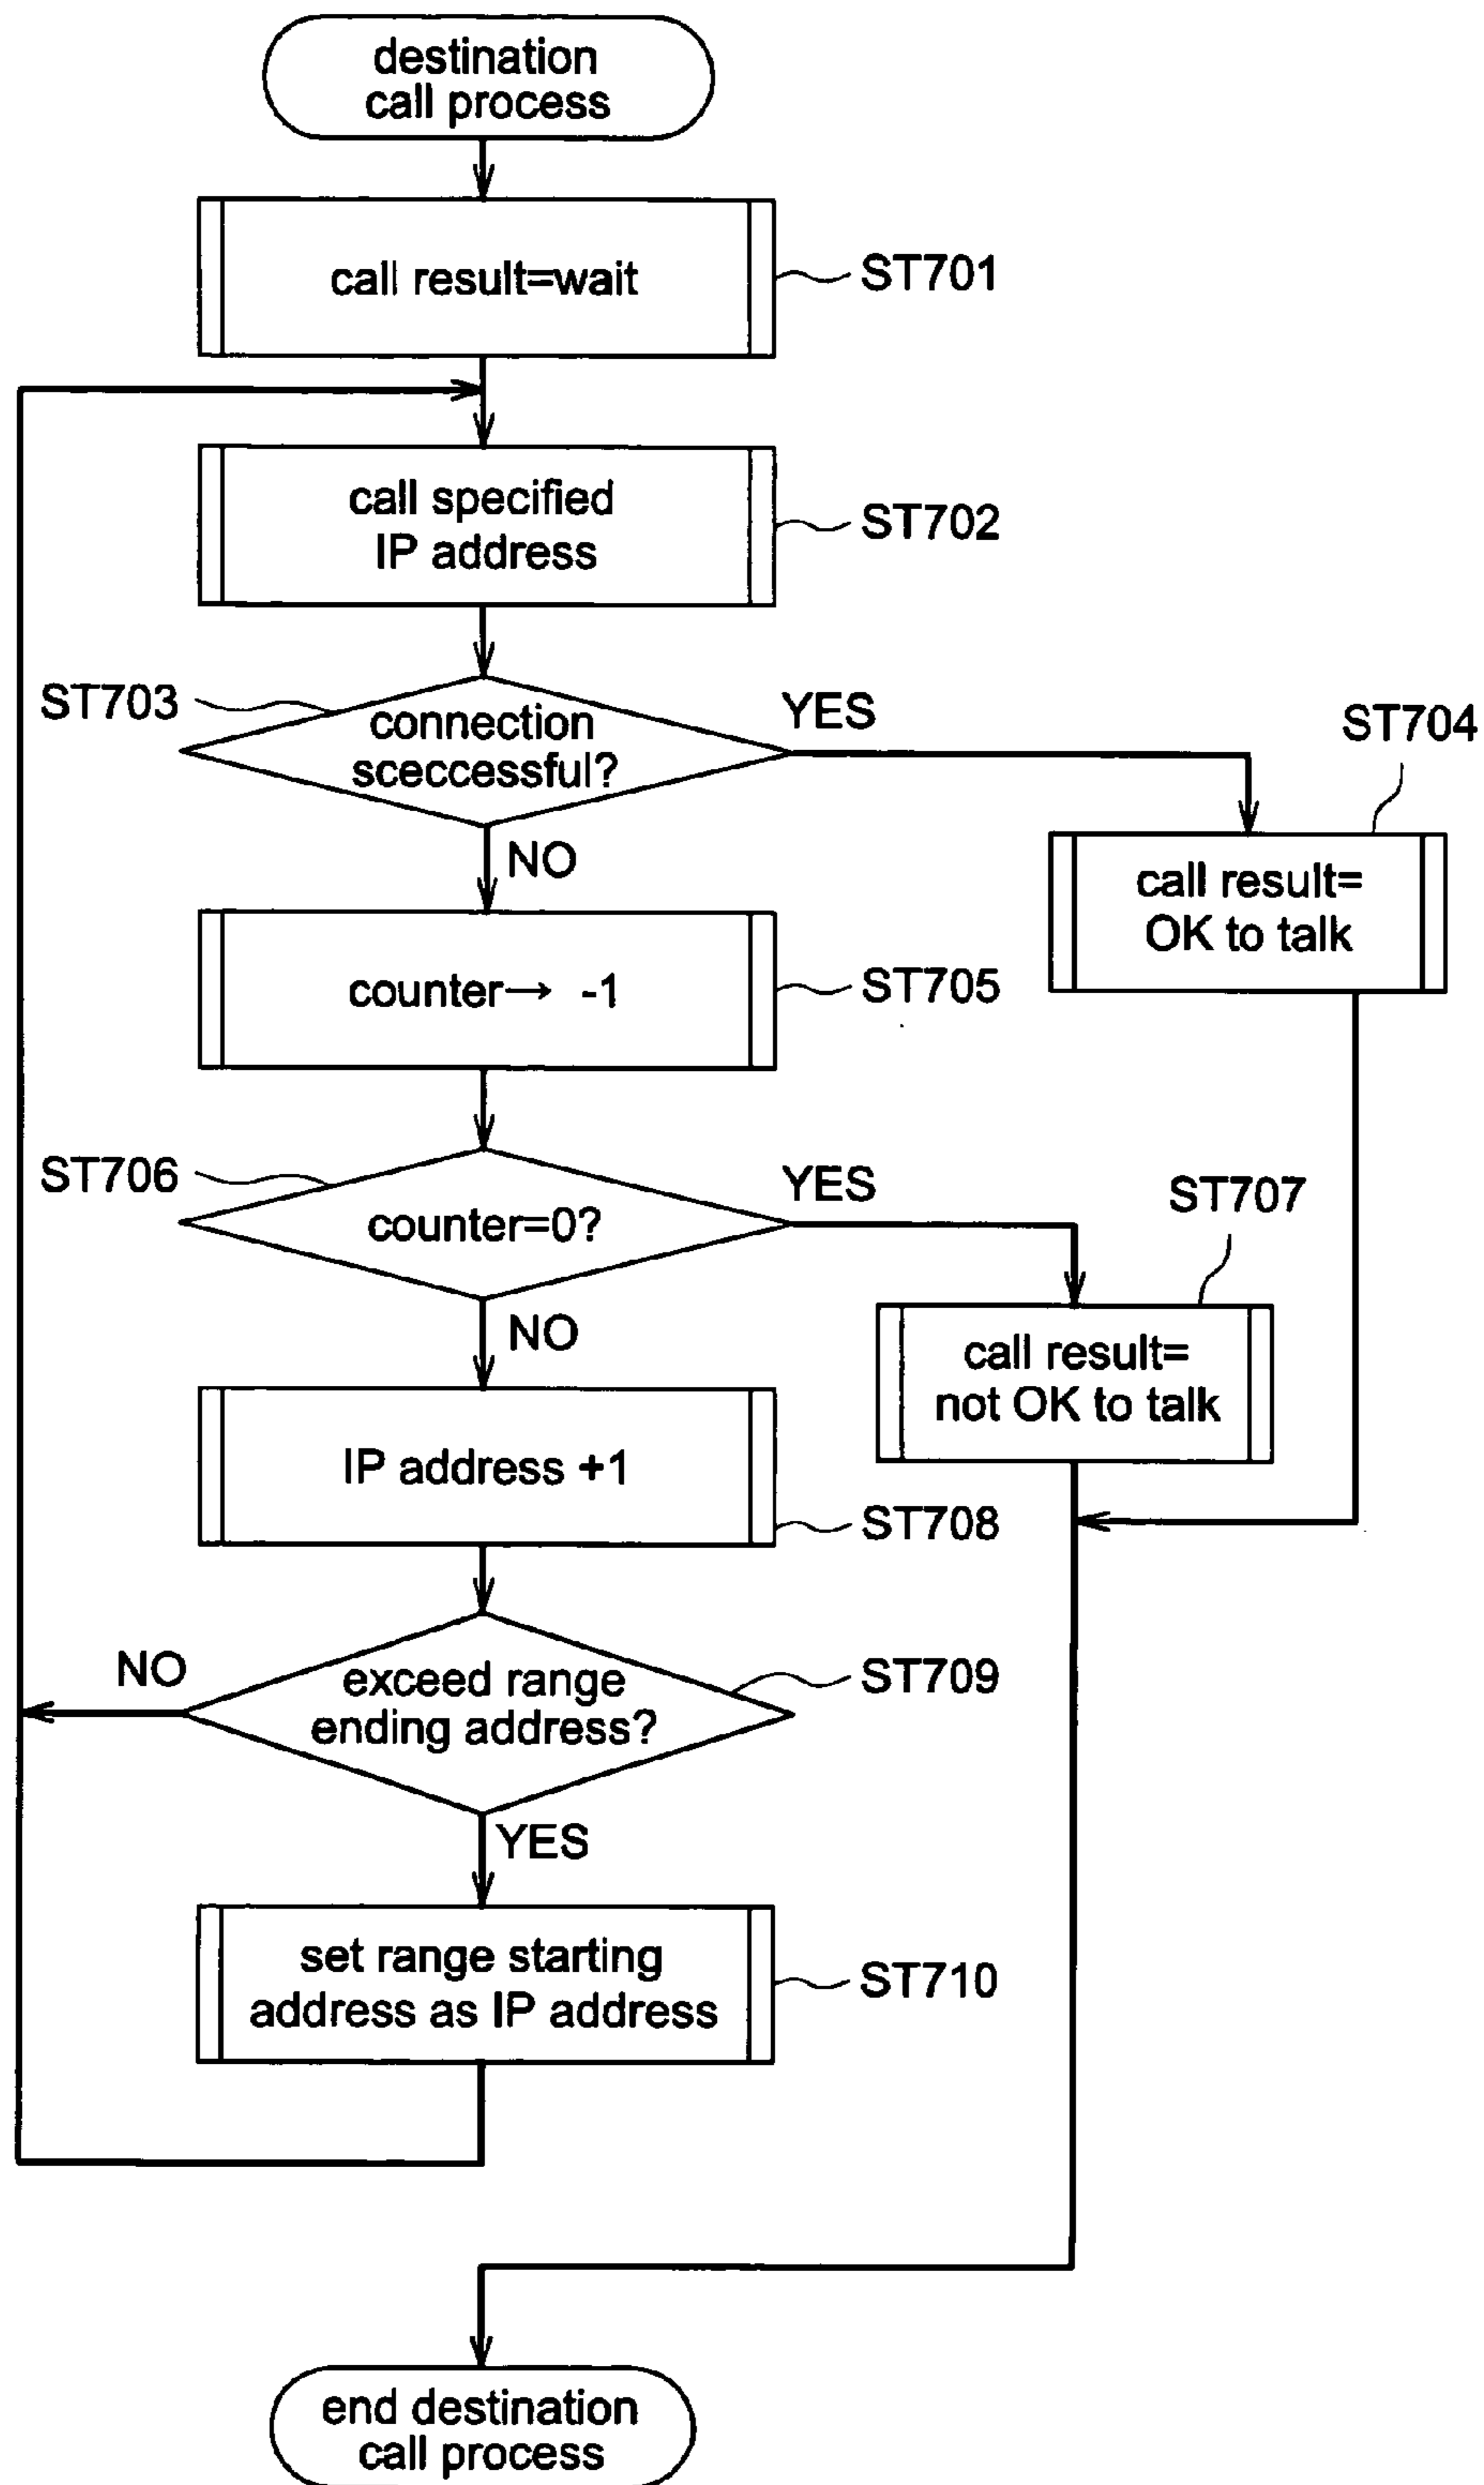 destination
call process
call result=wait
ST701
call specified
IP address
ST702
ST703
connection
sceccessful?
YES
ST704
NO
call result=
OK to talk
counter→ -1
ST705
ST706
counter=0?
YES
ST707
NO
call result=
not OK to talk
IP address +1
ST708
NO
exceed range
ending address?
ST709
YES
set range starting
address as IP address
ST710
end destination
call process